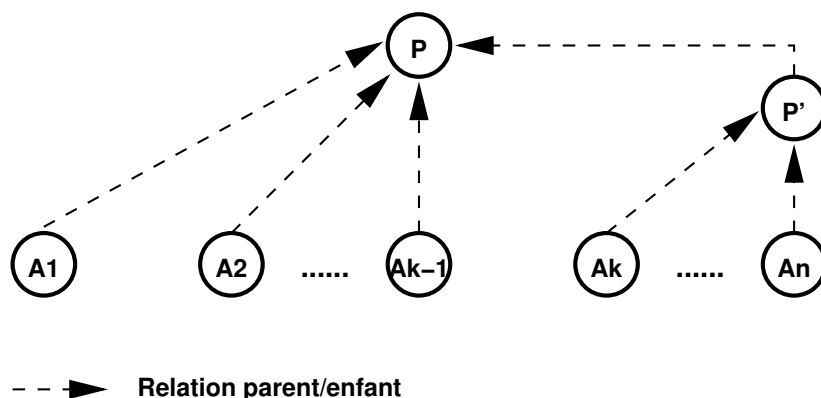 P
P'
A1 A2 ...... Ak−1 Ak ...... An
Relation parent/enfant